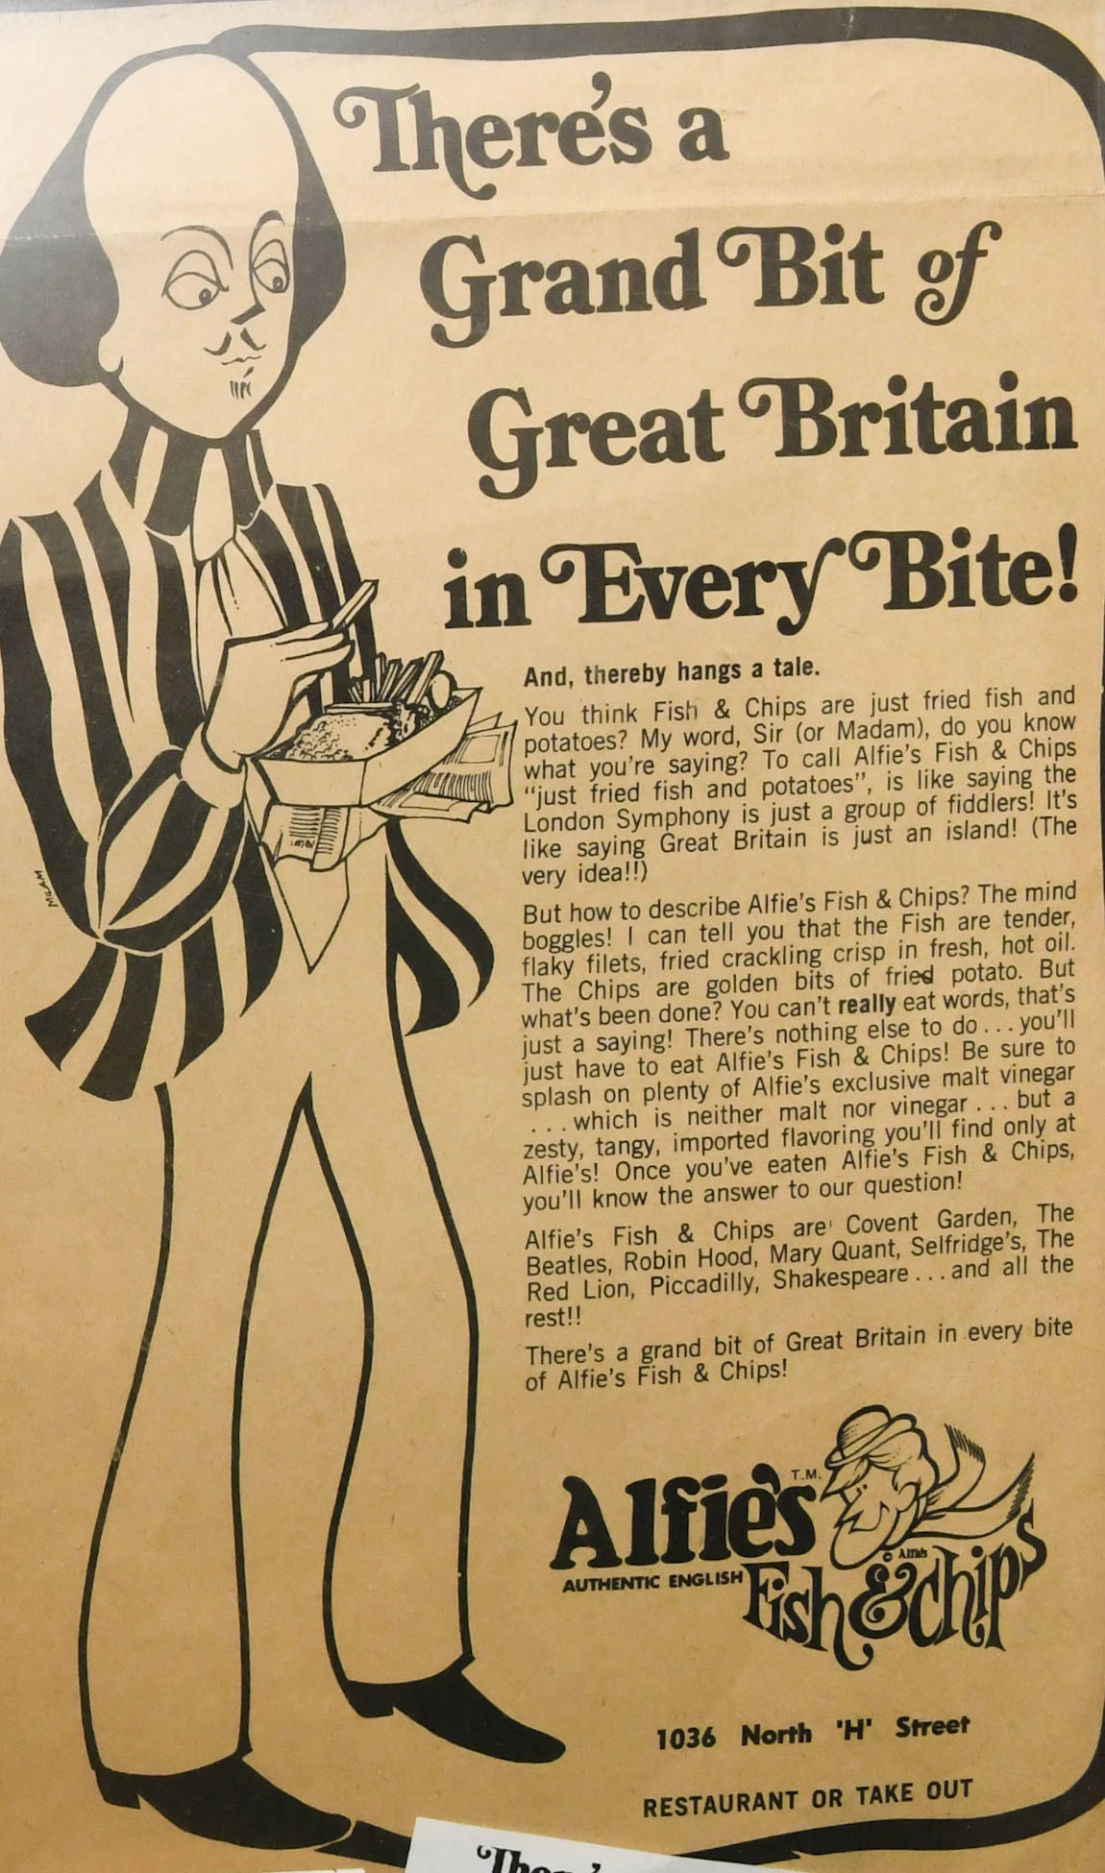 There's a
Grand Bit of
Great Britain
in Every Bite!
And, thereby hangs a tale.
You think Fish & Chips are just fried fish and
potatoes? My word, Sir (or Madam), do you know
what you're saying? To call Alfie's Fish & Chips
“just fried fish and potatoes”, is like saying the
London Symphony is just a group of fiddlers! It's
like saying Great Britain is just an island! (The
very idea!!)
But how to describe Alfie's Fish & Chips? The mind
boggles! I can tell you that the Fish are tender,
flaky filets, fried crackling crisp in fresh, hot oil.
The Chips are golden bits of fried potato. But
what's been done? You can't really eat words, that's
just a saying! There's nothing else to do...you'll
just have to eat Alfie's Fish & Chips! Be sure to
splash on plenty of Alfie's exclusive malt vinegar
...which is neither malt nor vinegar...but a
zesty, tangy, imported flavoring you'll find only at
Alfie's! Once you've eaten Alfie's Fish & Chips,
you'll know the answer to our question!
Alfie's Fish & Chips are Covent Garden, The
Beatles, Robin Hood, Mary Quant, Selfridge's, The
Red Lion, Piccadilly, Shakespeare...and all the
rest!!
There's a grand bit of Great Britain in every bite
of Alfie's Fish & Chips!
MILAM
Alfie's T.M.
© Alfie's
AUTHENTIC ENGLISH
Fish & Chips
1036 North 'H' Street
RESTAURANT OR TAKE OUT